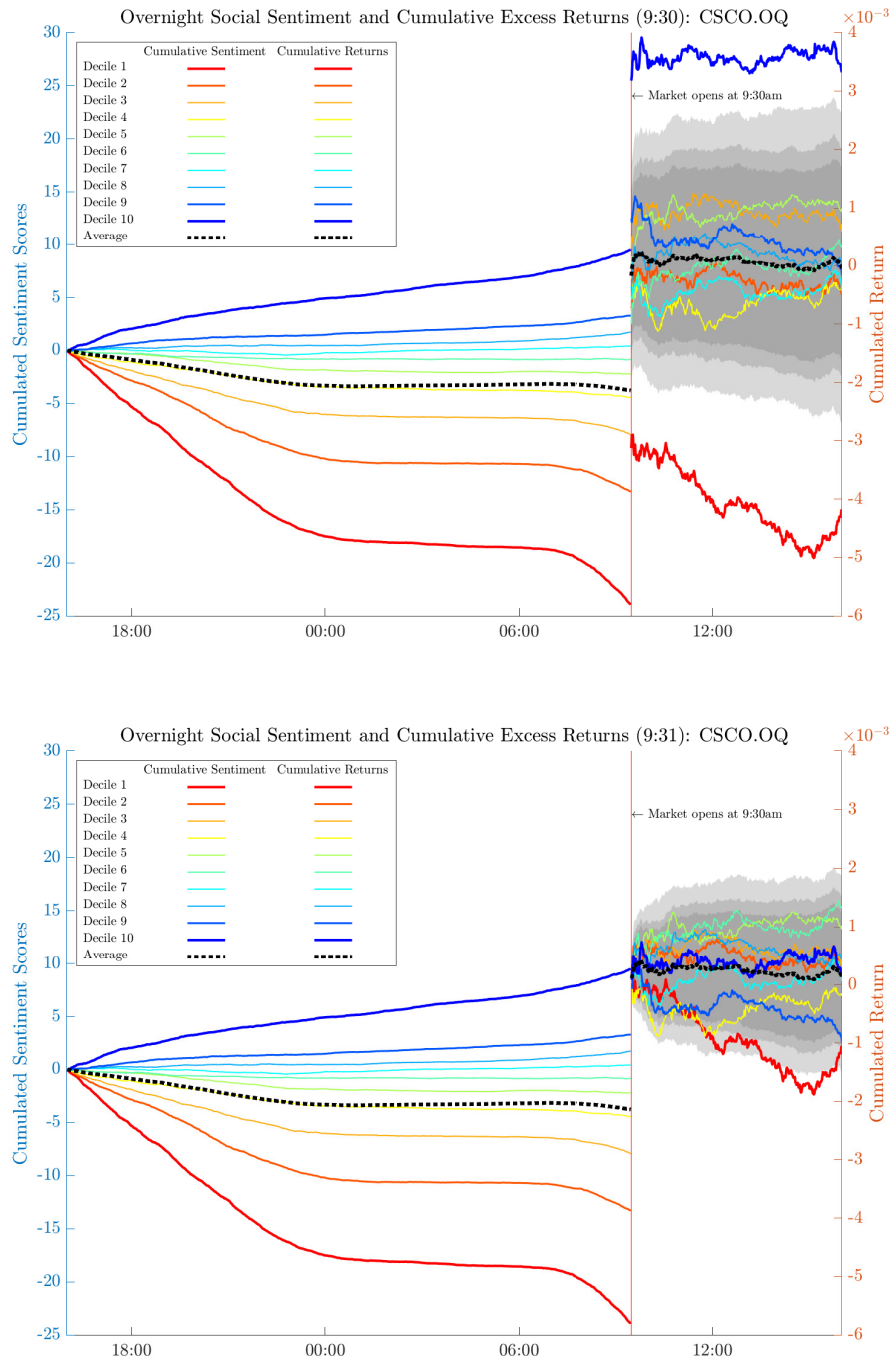 Overnight Social Sentiment and Cumulative Excess Returns (9:30): CSCO.OQ
×10⁻³
Cumulative Sentiment Cumulative Returns
Decile 1
Decile 2
Decile 3
Decile 4
Decile 5
Decile 6
Decile 7
Decile 8
Decile 9
Decile 10
Average
← Market opens at 9:30am
Cumulated Sentiment Scores
30
25
20
15
10
5
0
-5
-10
-15
-20
-25
Cumulated Return
4
3
2
1
0
-1
-2
-3
-4
-5
-6
18:00 00:00 06:00 12:00
Overnight Social Sentiment and Cumulative Excess Returns (9:31): CSCO.OQ
×10⁻³
Cumulative Sentiment Cumulative Returns
Decile 1
Decile 2
Decile 3
Decile 4
Decile 5
Decile 6
Decile 7
Decile 8
Decile 9
Decile 10
Average
← Market opens at 9:30am
Cumulated Sentiment Scores
30
25
20
15
10
5
0
-5
-10
-15
-20
-25
Cumulated Return
4
3
2
1
0
-1
-2
-3
-4
-5
-6
18:00 00:00 06:00 12:00